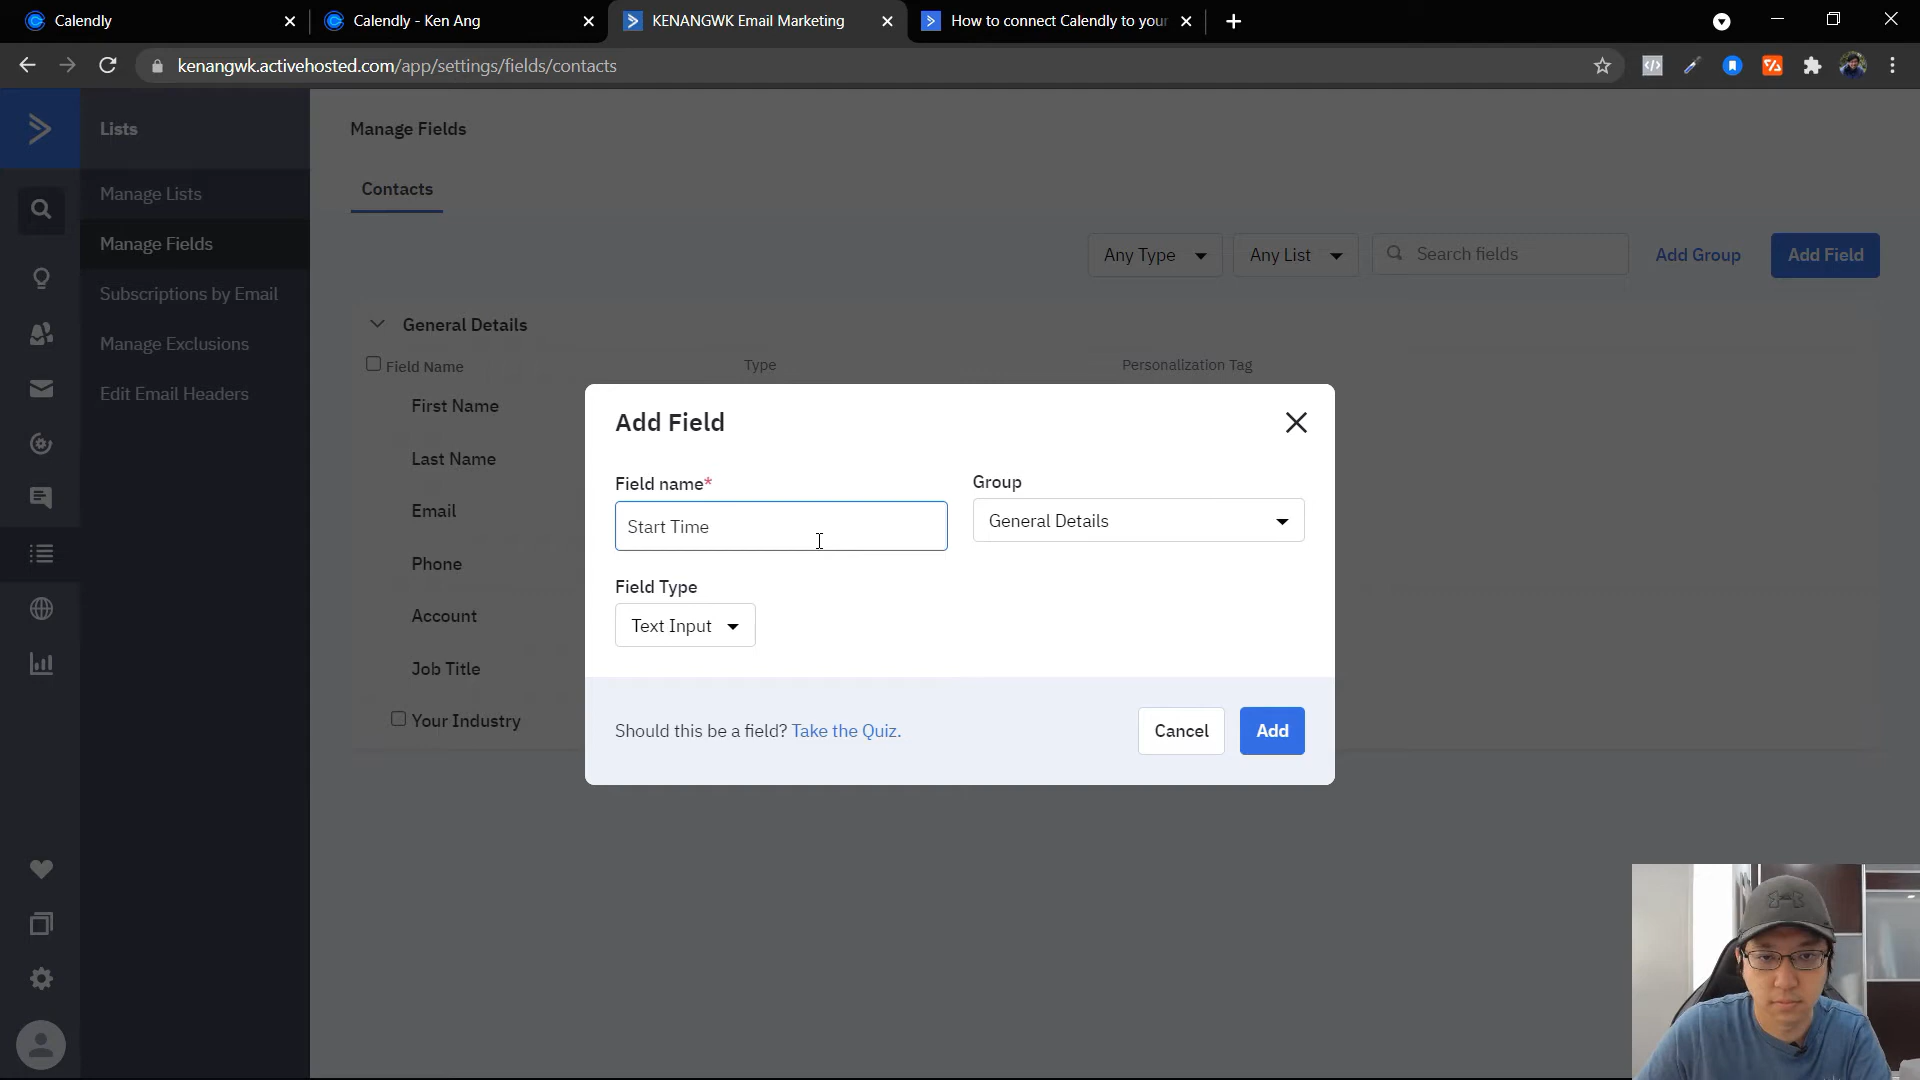 Calendly
Calendly - Ken Ang
KENANGWK Email Marketing
How to connect Calendly to your
kenangwk.activehosted.com/app/settings/fields/contacts
Lists
Manage Lists
Manage Fields
Subscriptions by Email
Manage Exclusions
Edit Email Headers
Manage Fields
Contacts
Any Type
Any List
Search fields
Add Group
Add Field
General Details
Field Name
Type
Personalization Tag
First Name
Last Name
Email
Phone
Account
Job Title
Your Industry
Add Field
Field name*
Start Time
Group
General Details
Field Type
Text Input
Should this be a field? Take the Quiz.
Cancel
Add